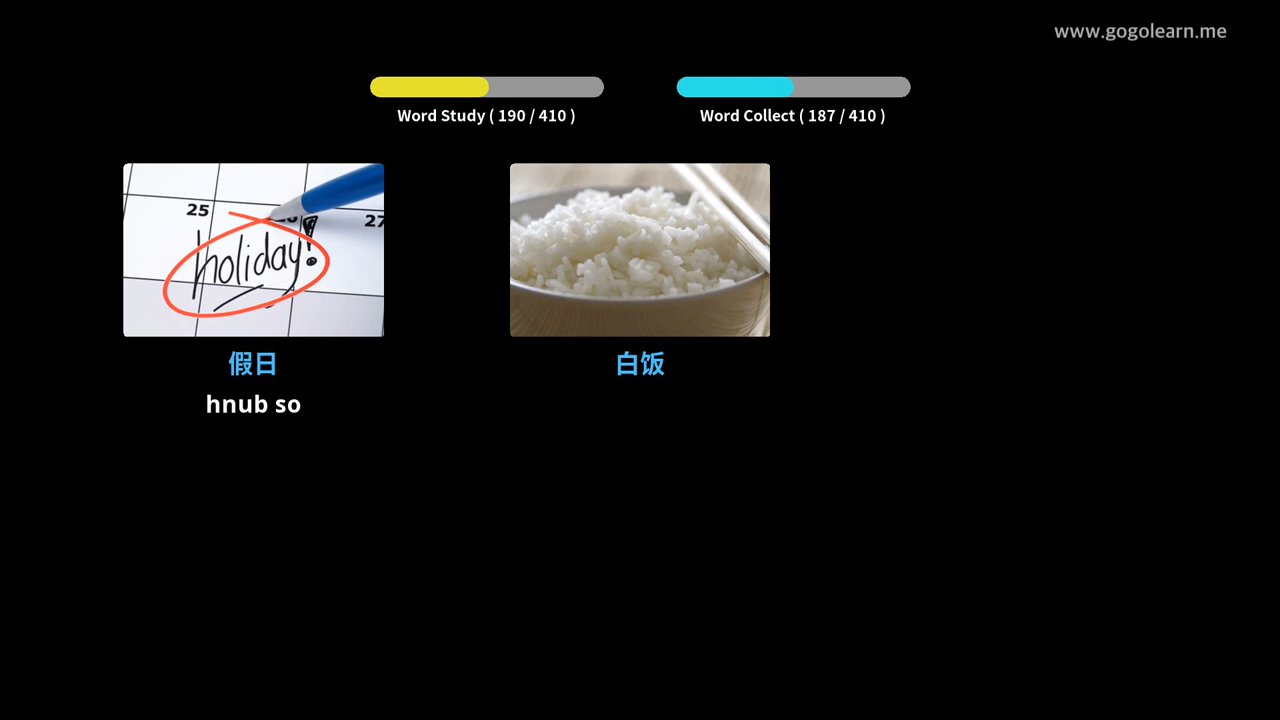 www.gogolearn.me
Word Study ( 190 / 410 )
Word Collect ( 187 / 410 )
25
27
holiday!
假日
白饭
hnub so